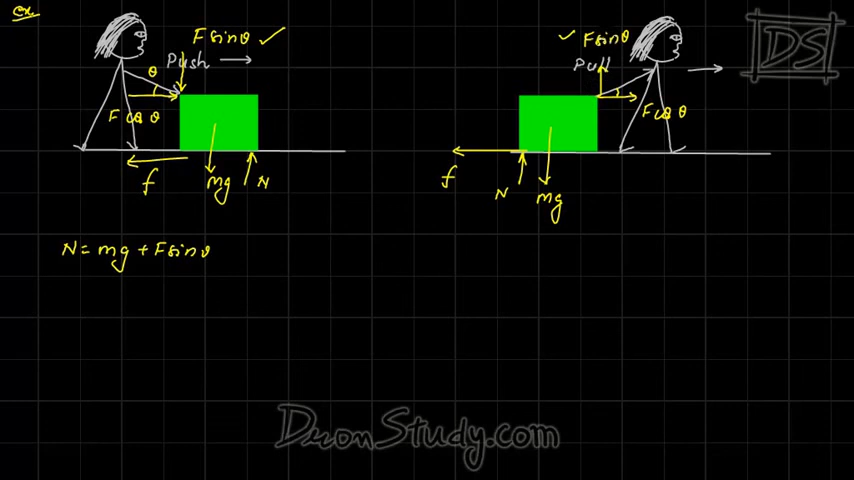 Ex.
F sinθ ✓
Push →
θ
F cosθ
f
mg
N
N = mg + F sinθ
✓ F sinθ
Pull
F cosθ
f
N
mg
DS
DronStudy.com